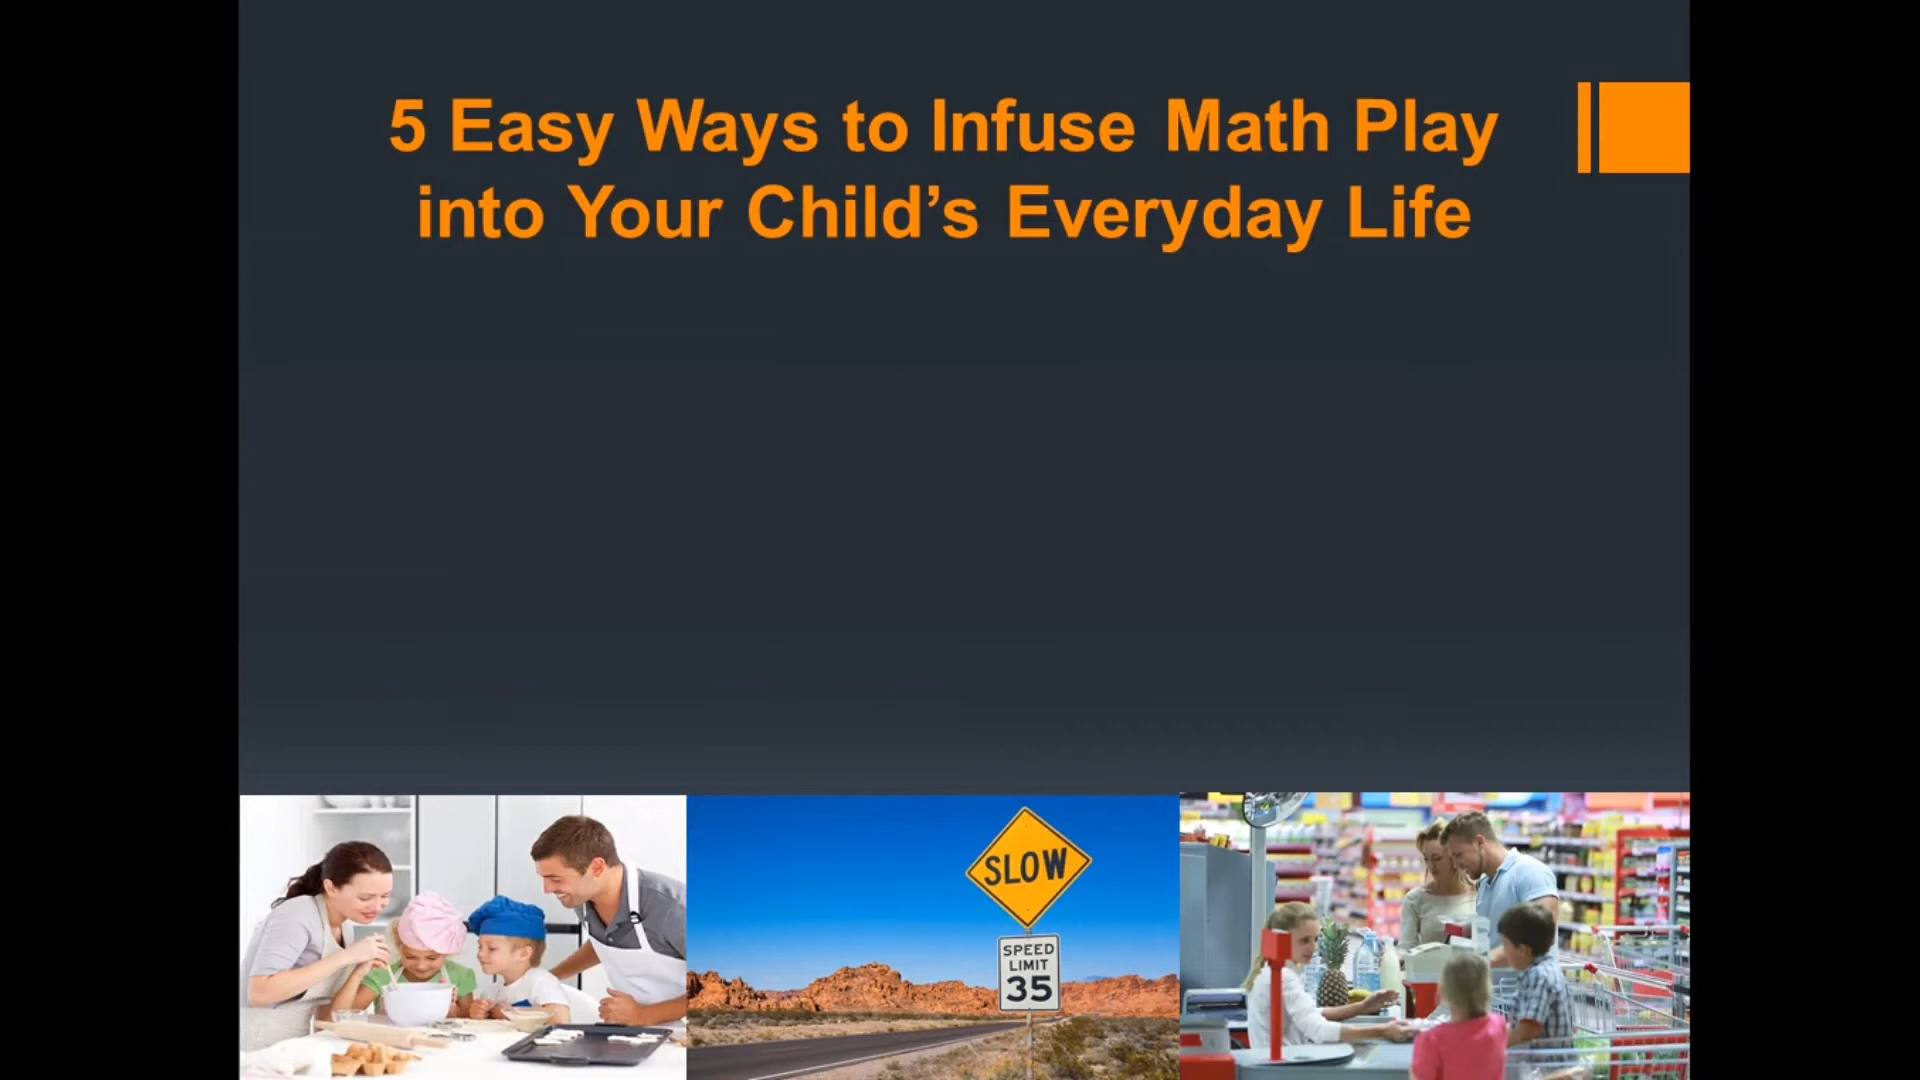 5 Easy Ways to Infuse Math Play
into Your Child’s Everyday Life
SLOW
SPEED
LIMIT
35